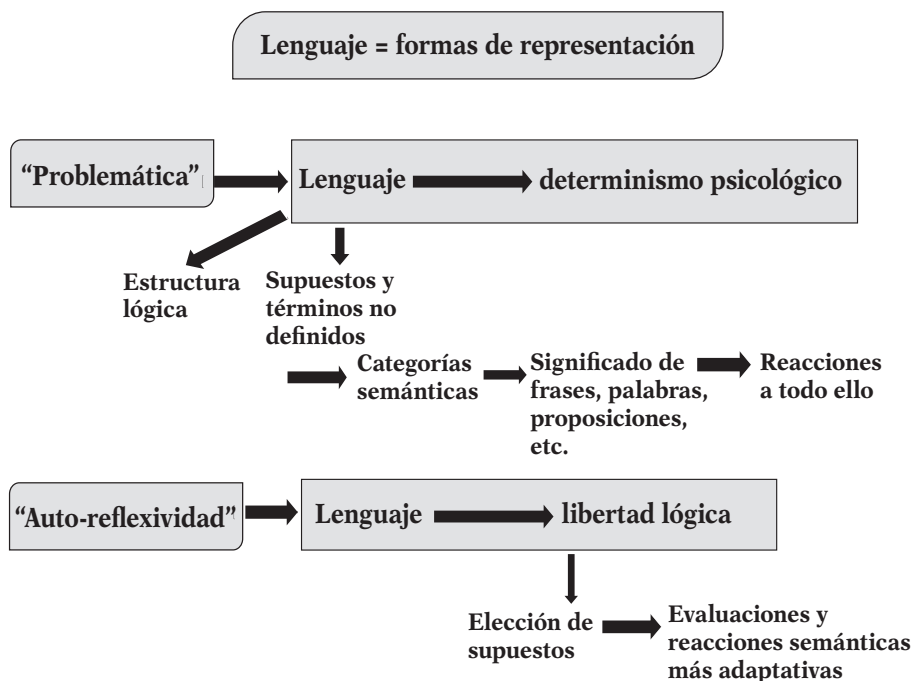 Lenguaje = formas de representación
“Problemática”
Lenguaje
determinismo psicológico
Estructura
lógica
Supuestos y
términos no
definidos
Categorías
semánticas
Significado de
frases, palabras,
proposiciones,
etc.
Reacciones
a todo ello
“Auto-reflexividad”
Lenguaje
libertad lógica
Elección de
supuestos
Evaluaciones y
reacciones semánticas
más adaptativas